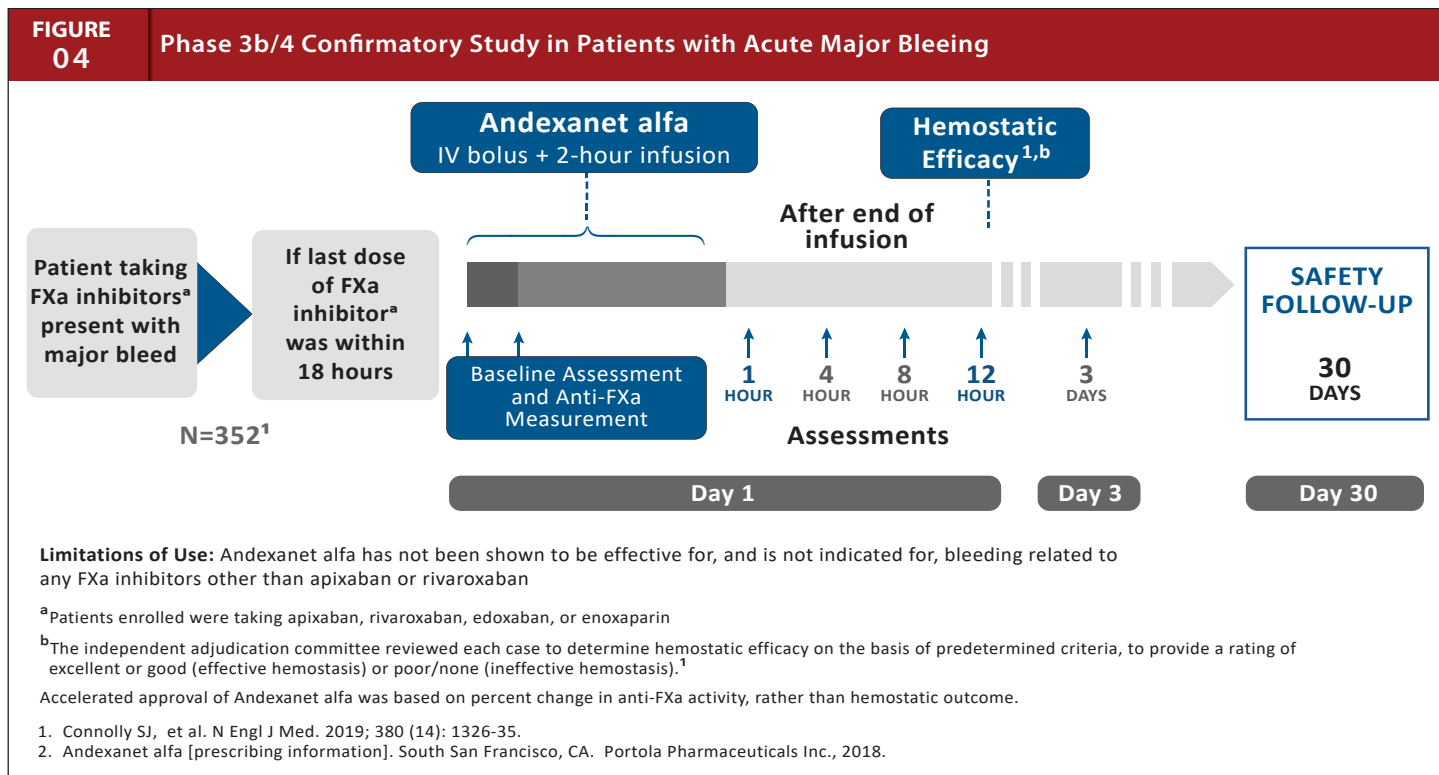 FIGURE
04
Phase 3b/4 Confirmatory Study in Patients with Acute Major Bleeing
Andexanet alfa
IV bolus + 2-hour infusion
Hemostatic
Efficacy1,b
After end of
infusion
Patient taking
FXa inhibitorsᵃ
present with
major bleed
If last dose
of FXa
inhibitorᵃ
was within
18 hours
N=352¹
Baseline Assessment
and Anti-FXa
Measurement
1
HOUR
4
HOUR
8
HOUR
12
HOUR
3
DAYS
Assessments
SAFETY
FOLLOW-UP
30
DAYS
Day 1
Day 3
Day 30
Limitations of Use: Andexanet alfa has not been shown to be effective for, and is not indicated for, bleeding related to
any FXa inhibitors other than apixaban or rivaroxaban
ᵃPatients enrolled were taking apixaban, rivaroxaban, edoxaban, or enoxaparin
ᵇThe independent adjudication committee reviewed each case to determine hemostatic efficacy on the basis of predetermined criteria, to provide a rating of
excellent or good (effective hemostasis) or poor/none (ineffective hemostasis).¹
Accelerated approval of Andexanet alfa was based on percent change in anti-FXa activity, rather than hemostatic outcome.
1. Connolly SJ, et al. N Engl J Med. 2019; 380 (14): 1326-35.
2. Andexanet alfa [prescribing information]. South San Francisco, CA. Portola Pharmaceuticals Inc., 2018.